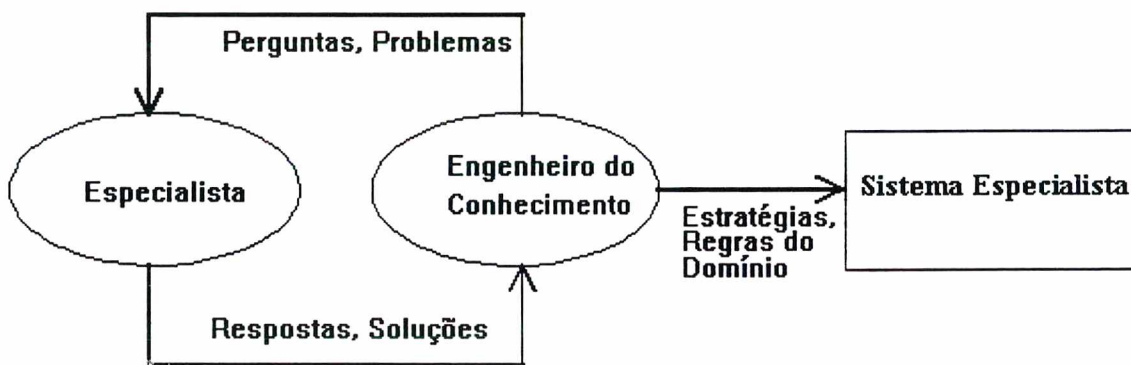 Perguntas, Problemas
Especialista
Engenheiro do
Conhecimento
Sistema Especialista
Estratégias,
Regras do
Domínio
Respostas, Soluções